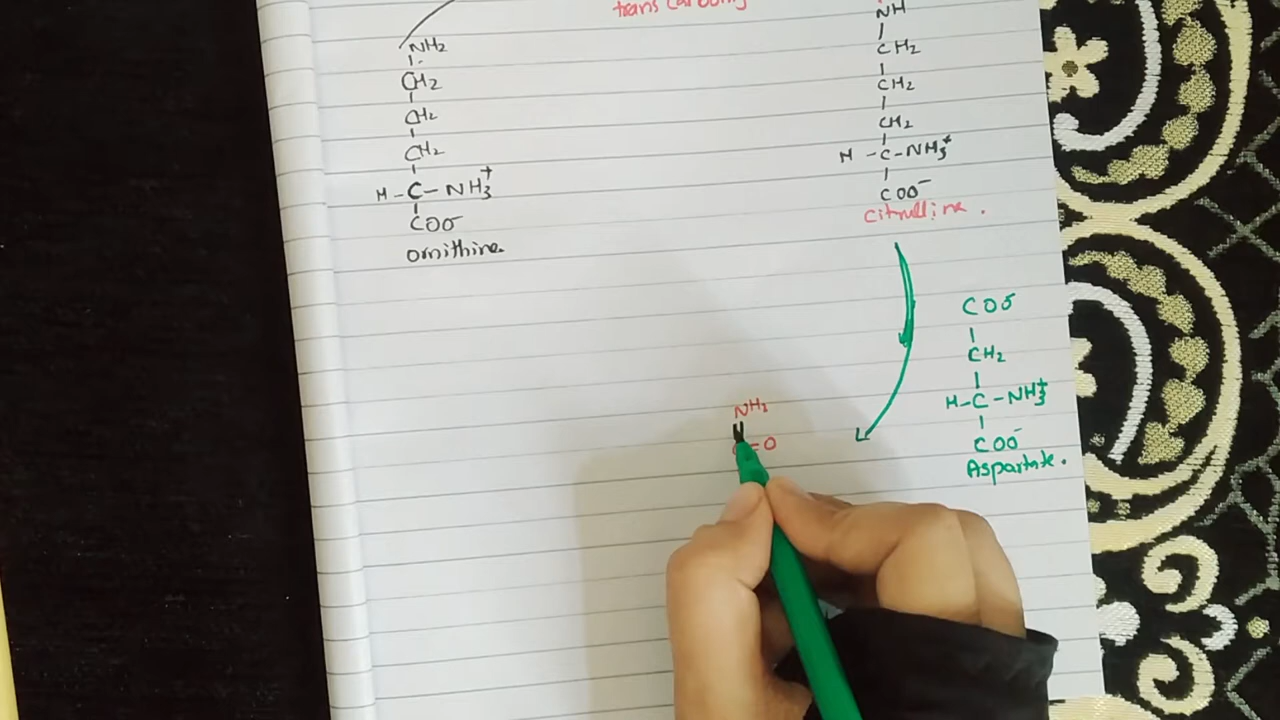 trans
NH2
CH2
CH2
CH2
H-C-NH3+
COO-
ornithine
NH
CH2
CH2
CH2
H-C-NH3+
COO-
citrulline.
COO-
CH2
H-C-NH3+
COO-
Aspartate.
NH2
C=O